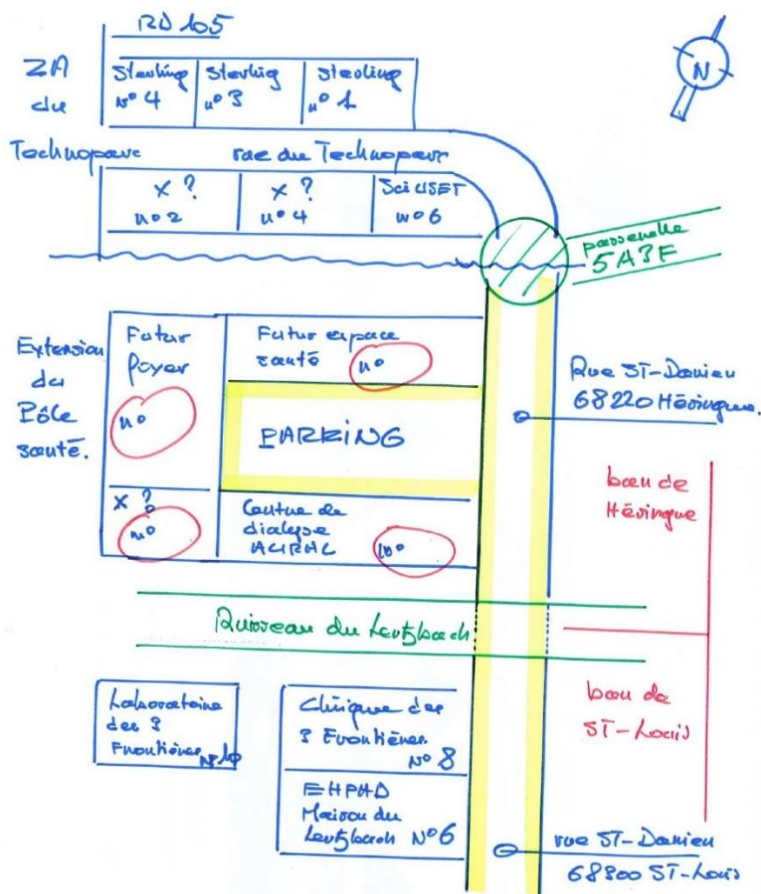 RD 105
ZA
du
Technoparc
Sterling
n° 4
Sterling
n° 3
Sterling
n° 1
rue du Technoparc
X ?
n° 2
X ?
n° 4
Sci USET
n° 6
N
passerelle
5A3F
Extension
du
Pôle
santé.
Futur
foyer
n°
Futur espace
santé
n°
PARKING
X ?
n°
Centre de
dialyse
AURAL
n°
Rue ST-Damien
68220 Hésingue.
ban de
Hésingue
Ruisseau du Lertzbach
ban de
ST-Louis
Laboratoire
des 3
Frontières N° 10
Clinique des
3 Frontières.
N° 8
EHPAD
Maison du
Lertzbach N° 6
rue ST-Damien
68300 ST-Louis